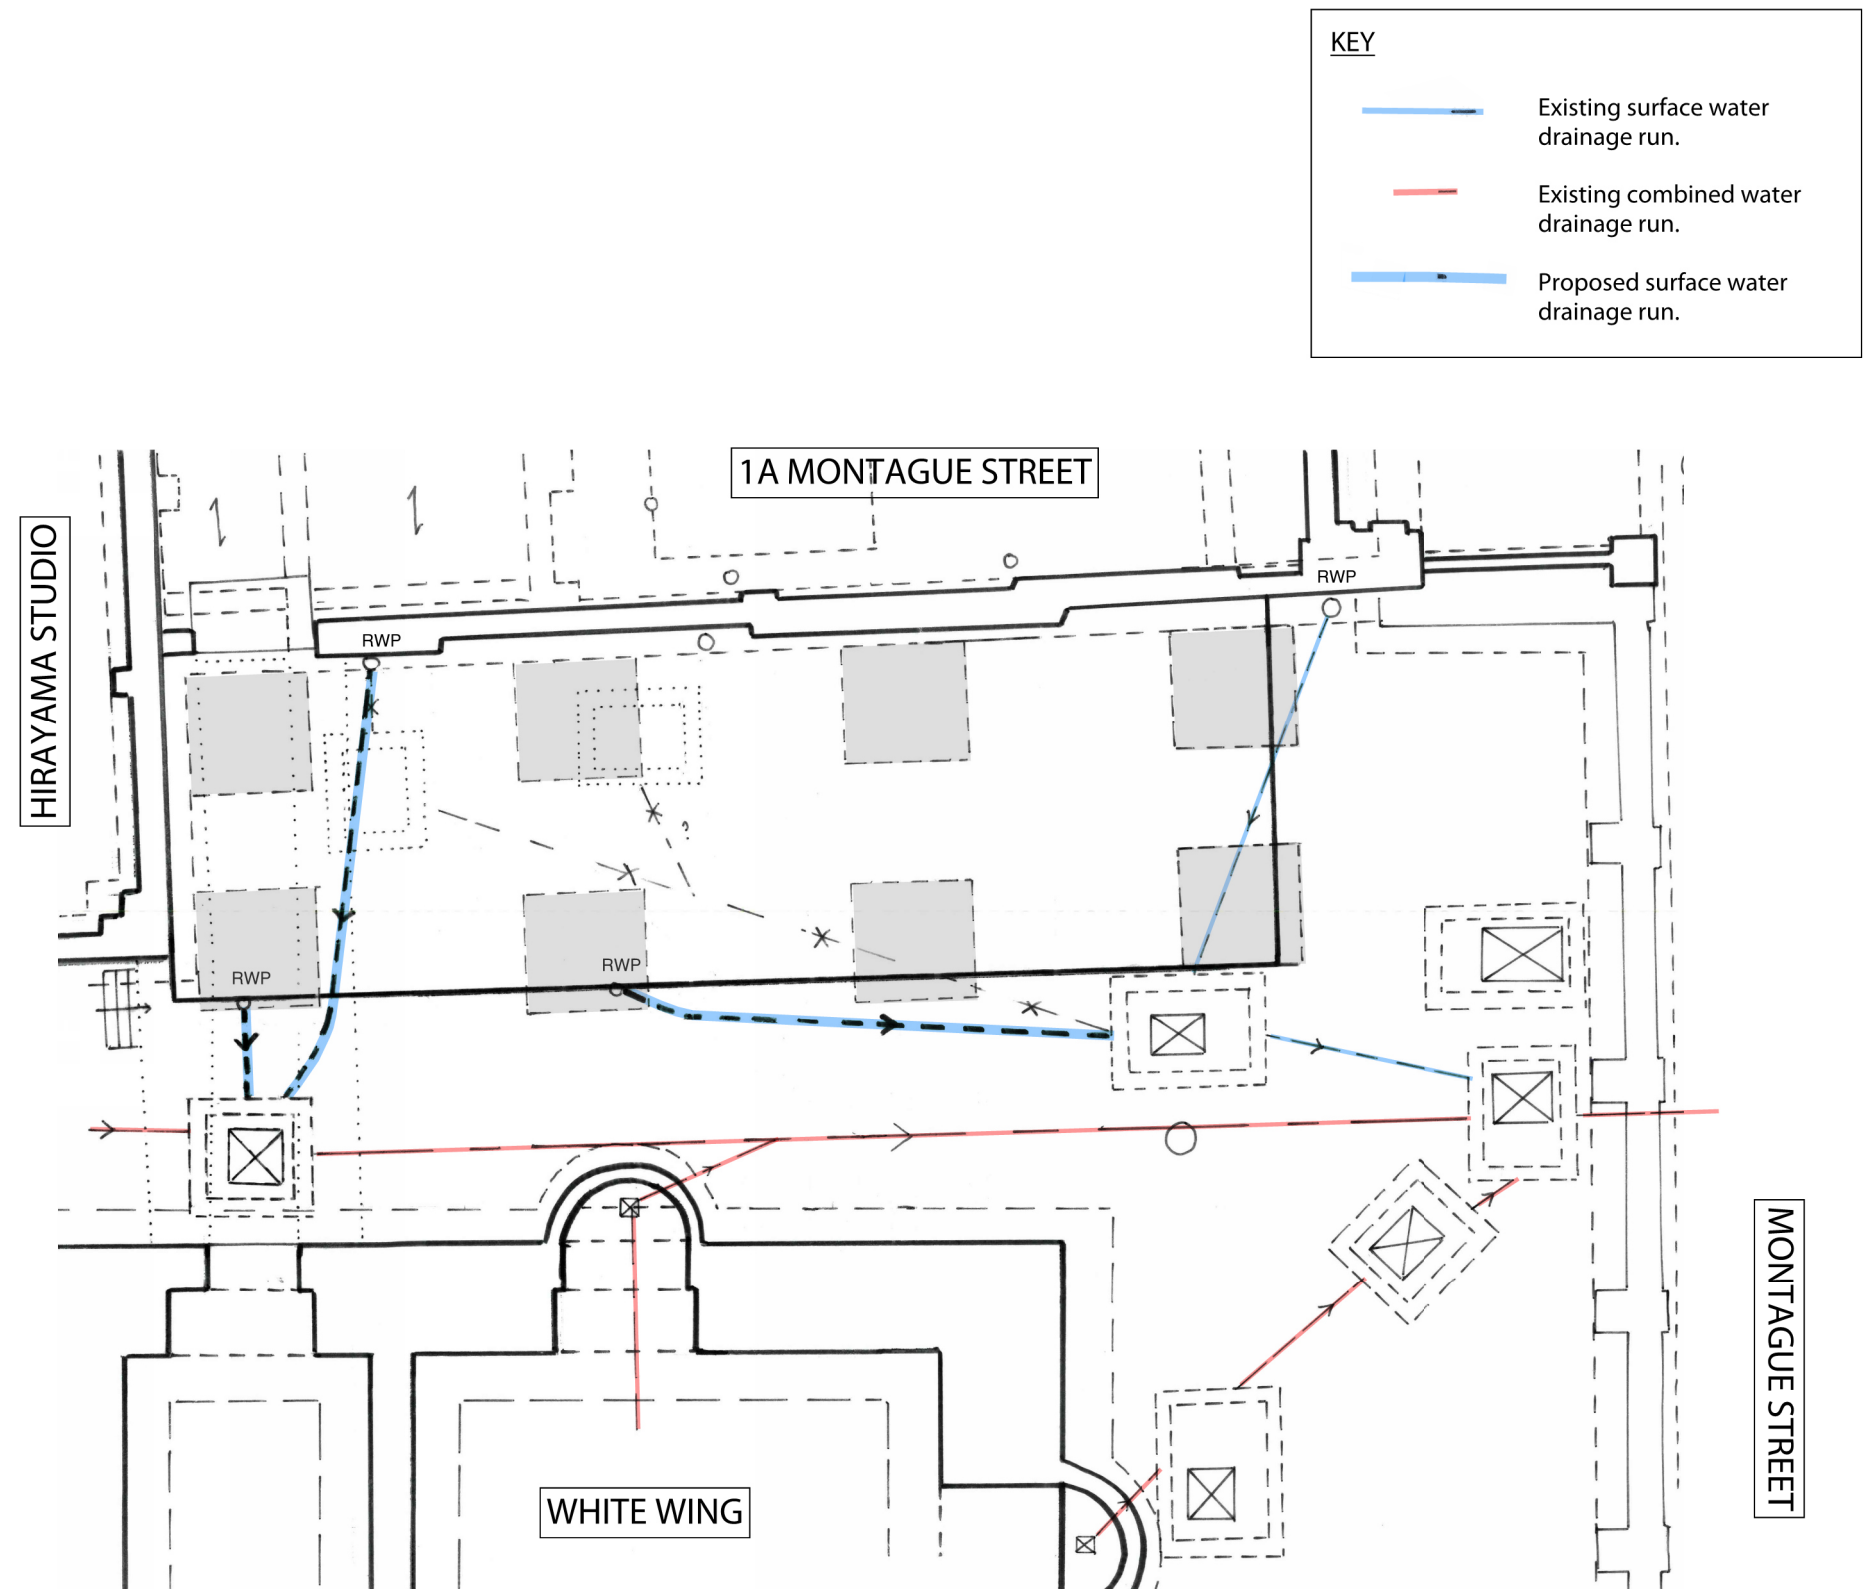 KEY
Existing surface water
drainage run.
Existing combined water
drainage run.
Proposed surface water
drainage run.
1A MONTAGUE STREET
HIRAYAMA STUDIO
RWP
RWP
?
RWP
RWP
MONTAGUE STREET
WHITE WING